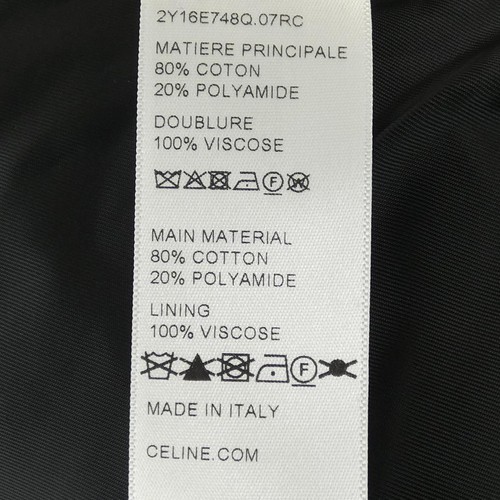 2Y16E748Q.07RC
MATIERE PRINCIPALE
80% COTON
20% POLYAMIDE
DOUBLURE
100% VISCOSE
F W
MAIN MATERIAL
80% COTTON
20% POLYAMIDE
LINING
100% VISCOSE
F
MADE IN ITALY
CELINE.COM